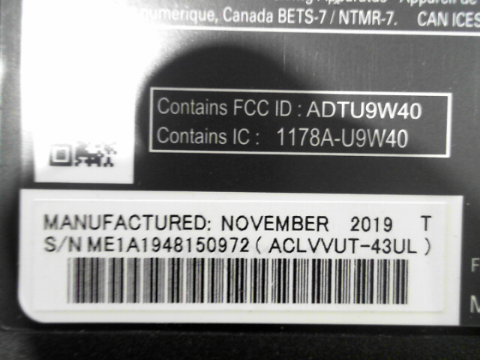 numérique, Canada BETS-7 / NTMR-7. CAN ICES
Contains FCC ID : ADTU9W40
Contains IC : 1178A-U9W40
MANUFACTURED: NOVEMBER 2019 T
S/N ME1A1948150972 ( ACLVVUT-43UL )